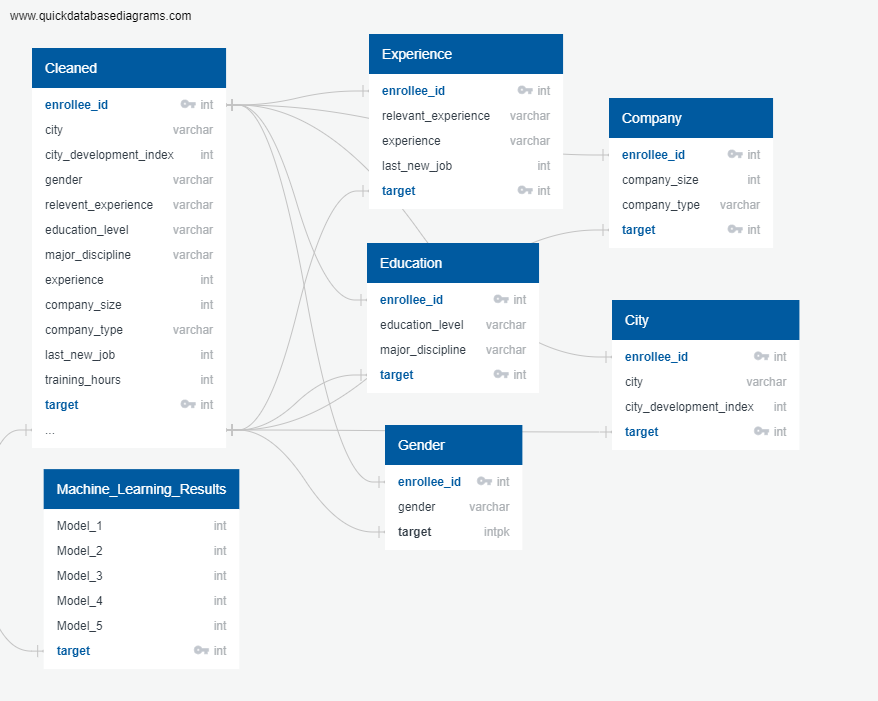 www.quickdatabasediagrams.com
Cleaned
enrollee_id int
city varchar
city_development_index int
gender varchar
relevent_experience varchar
education_level varchar
major_discipline varchar
experience int
company_size int
company_type varchar
last_new_job int
training_hours int
target int
...
Machine_Learning_Results
Model_1 int
Model_2 int
Model_3 int
Model_4 int
Model_5 int
target int
Experience
enrollee_id int
relevant_experience varchar
experience varchar
last_new_job int
target int
Education
enrollee_id int
education_level varchar
major_discipline varchar
target int
Gender
enrollee_id int
gender varchar
target intpk
Company
enrollee_id int
company_size int
company_type varchar
target int
City
enrollee_id int
city varchar
city_development_index int
target int